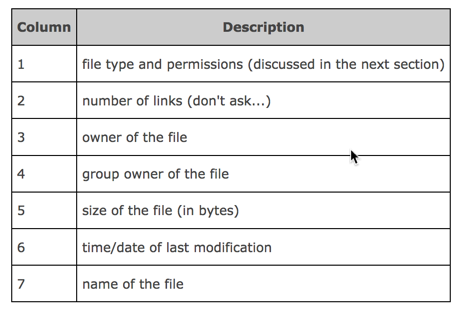 Column Description
1 file type and permissions (discussed in the next section)
2 number of links (don't ask...)
3 owner of the file
4 group owner of the file
5 size of the file (in bytes)
6 time/date of last modification
7 name of the file